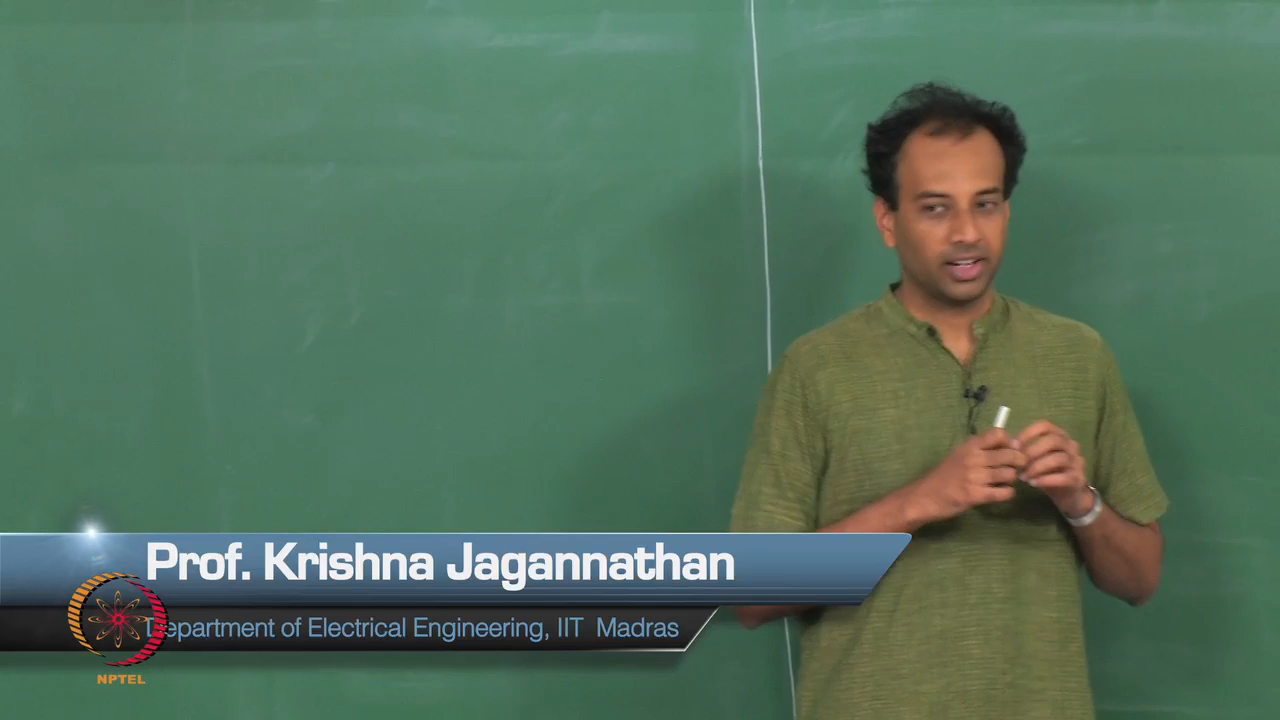 Prof. Krishna Jagannathan
Department of Electrical Engineering, IIT Madras
NPTEL